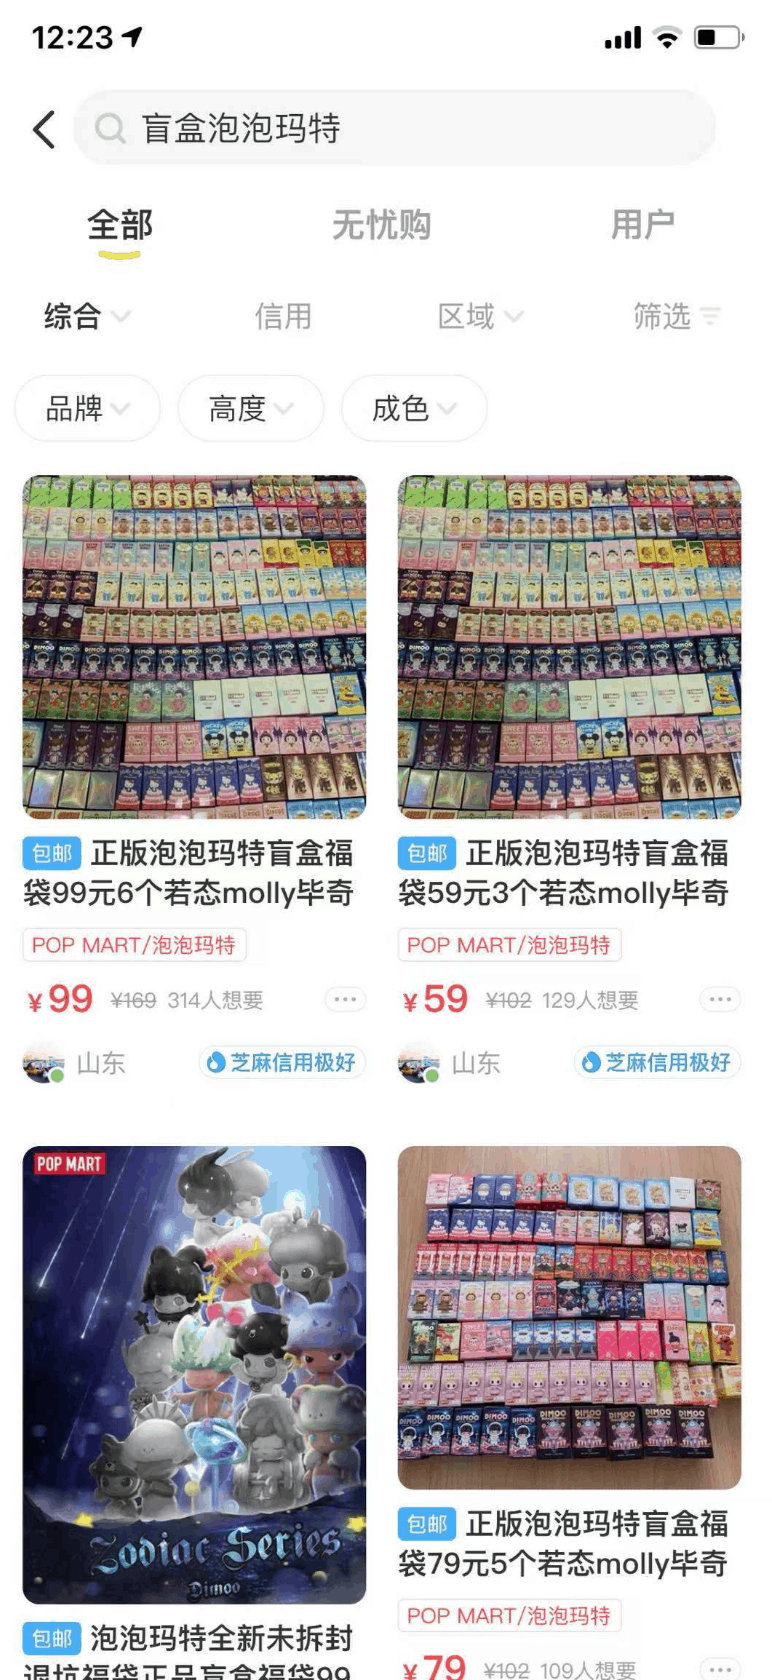 12:23
盲盒泡泡玛特
全部
无忧购
用户
综合
信用
区域
筛选
品牌
高度
成色
包邮 正版泡泡玛特盲盒福
袋99元6个若态molly毕奇
POP MART/泡泡玛特
¥99 ¥169 314人想要
山东
芝麻信用极好
包邮 正版泡泡玛特盲盒福
袋59元3个若态molly毕奇
POP MART/泡泡玛特
¥59 ¥102 129人想要
山东
芝麻信用极好
POP MART
Zodiac Series
Dimoo
包邮 泡泡玛特全新未拆封
退坑福袋正品盲盒福袋99
包邮 正版泡泡玛特盲盒福
袋79元5个若态molly毕奇
POP MART/泡泡玛特
¥79 ¥102 109人想要